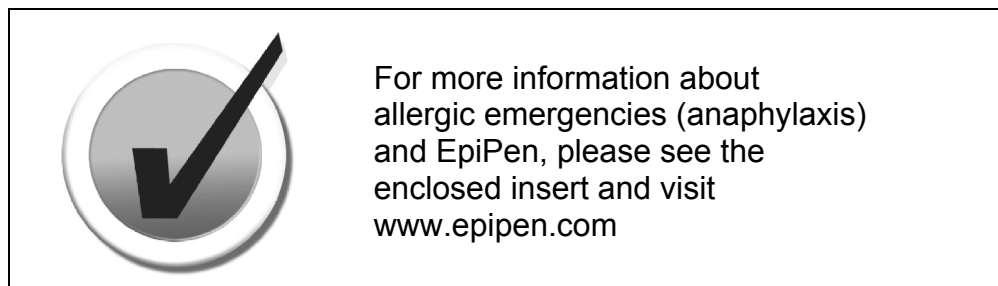 For more information about
allergic emergencies (anaphylaxis)
and EpiPen, please see the
enclosed insert and visit
www.epipen.com